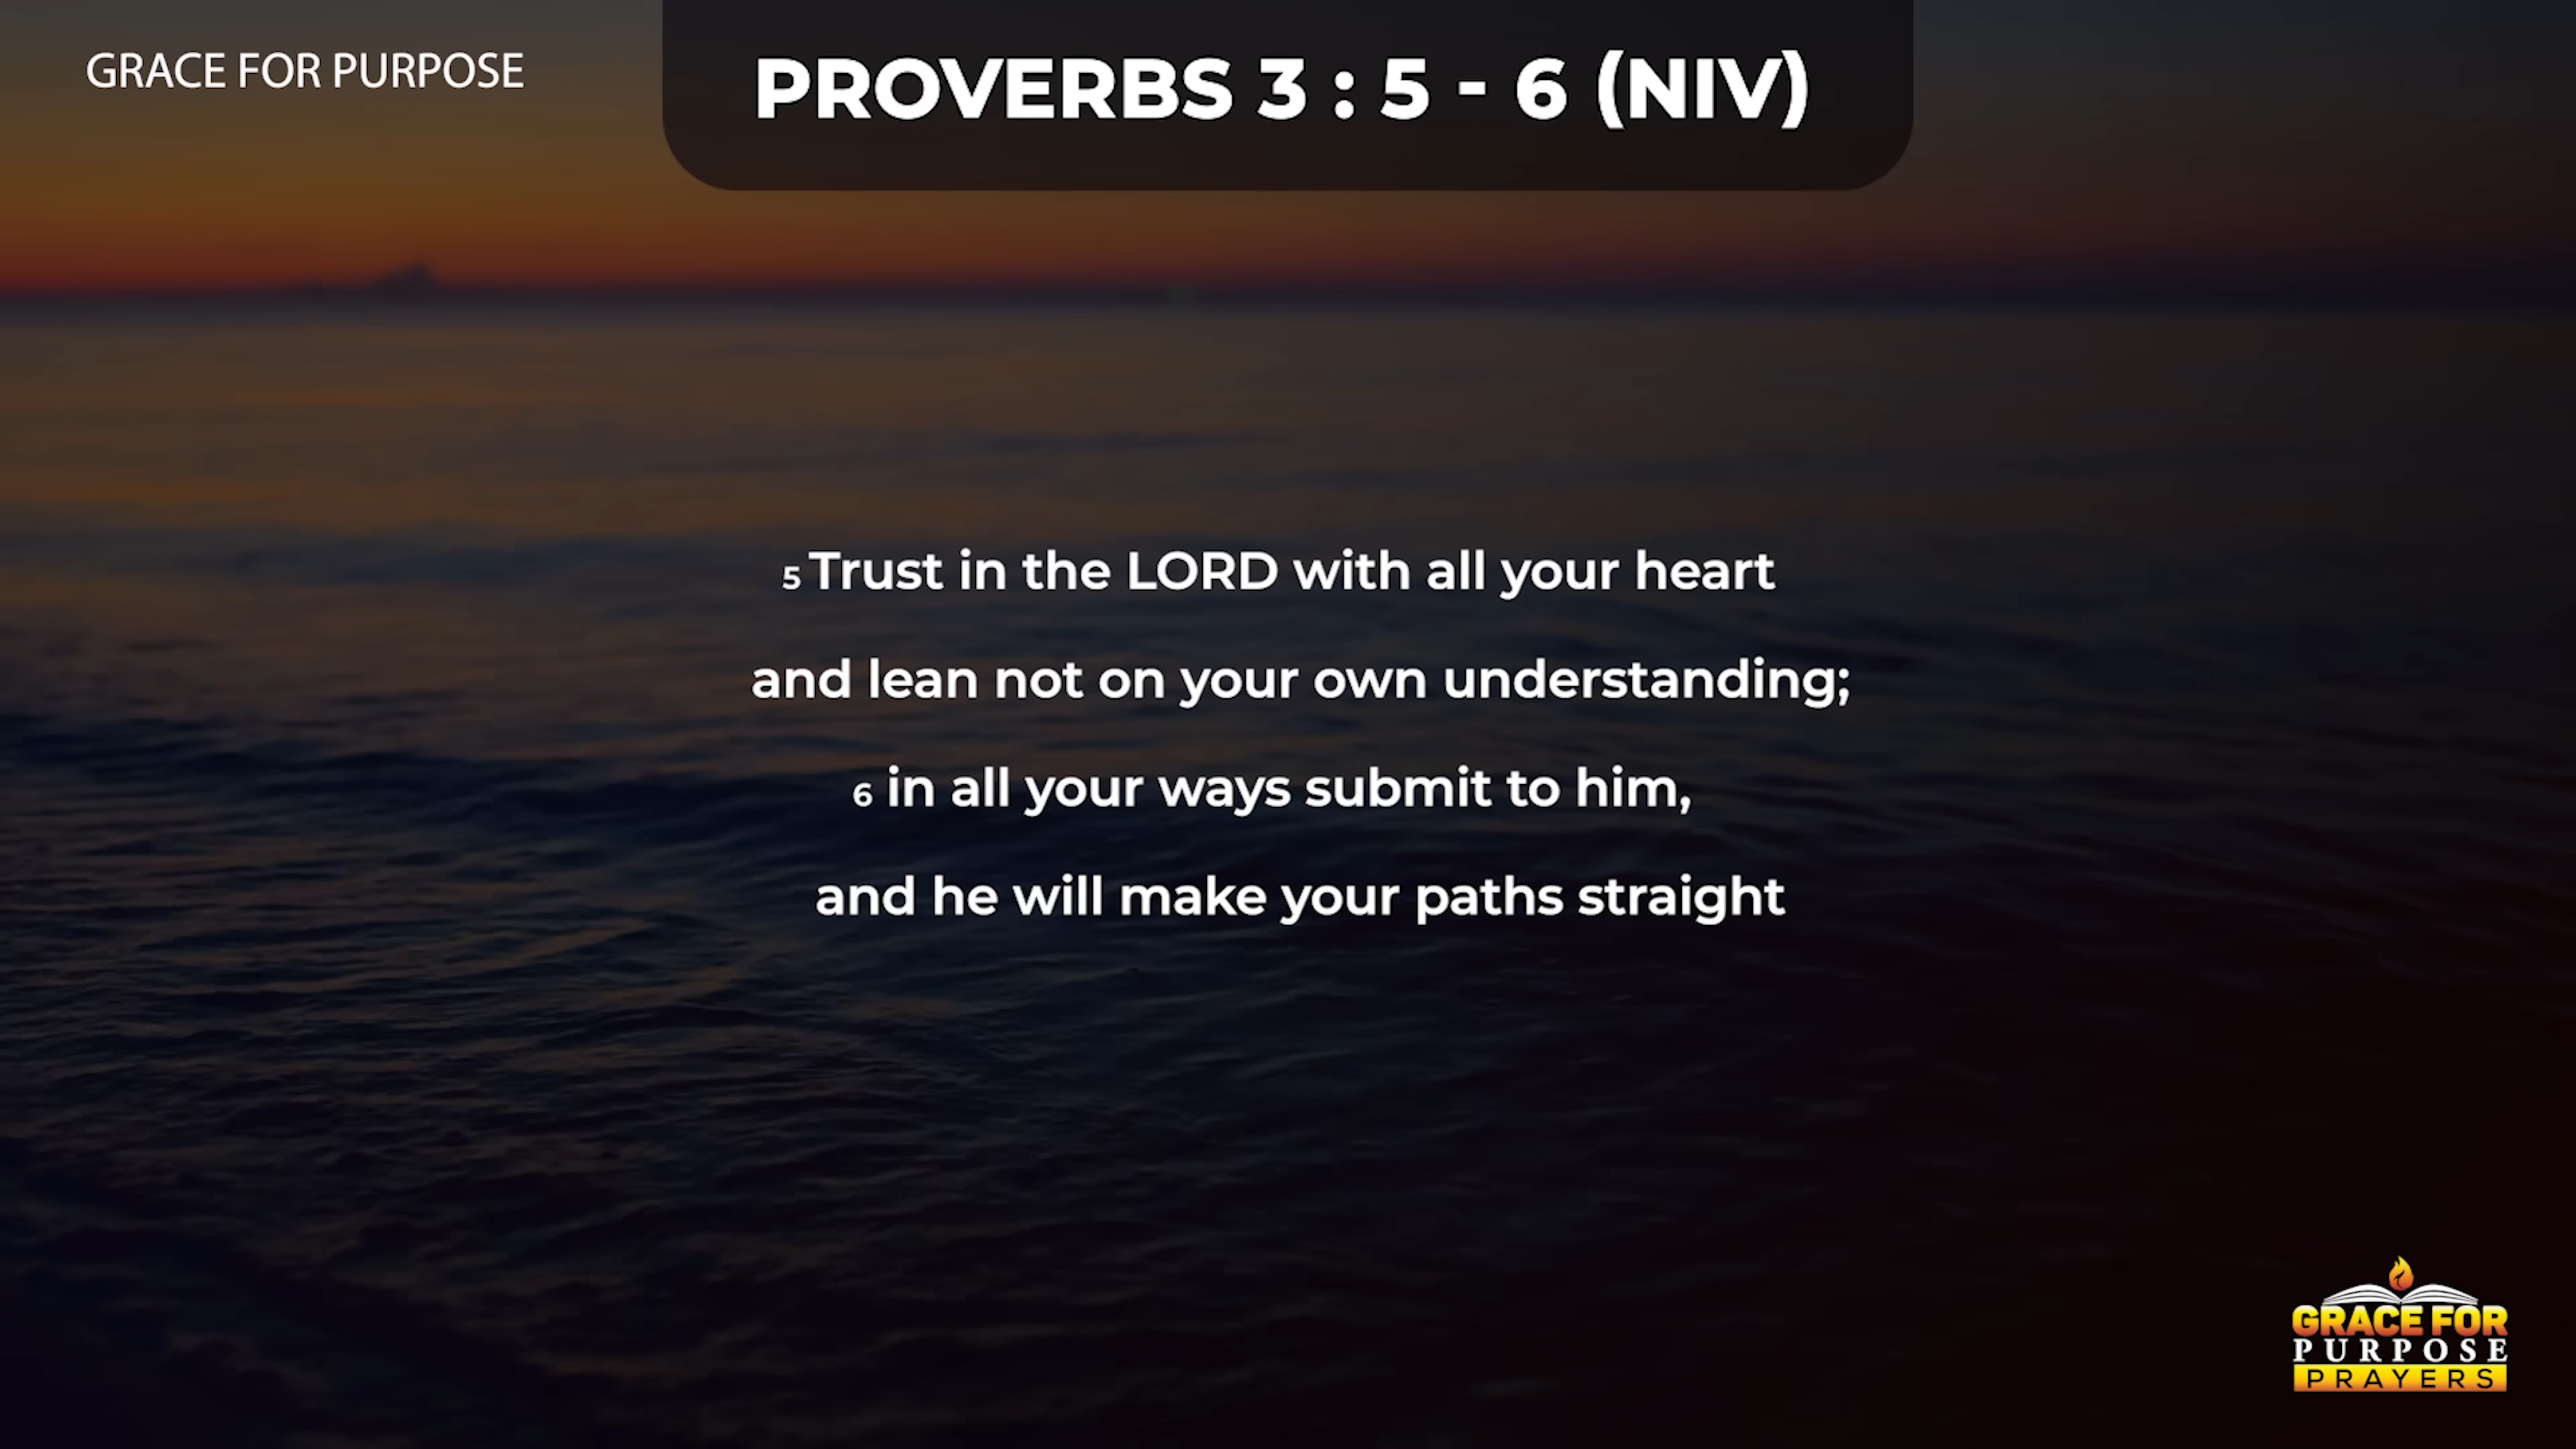 GRACE FOR PURPOSE
PROVERBS 3 : 5 - 6 (NIV)
5 Trust in the LORD with all your heart
and lean not on your own understanding;
6 in all your ways submit to him,
and he will make your paths straight
GRACE FOR
PURPOSE
PRAYERS